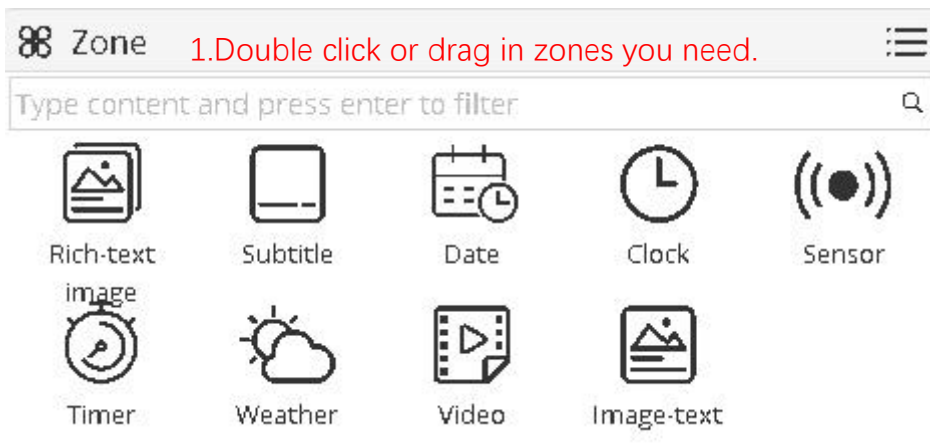 Zone
1.Double click or drag in zones you need.
Type content and press enter to filter
Rich-text
image
Subtitle
Date
Clock
Sensor
Timer
Weather
Video
Image-text